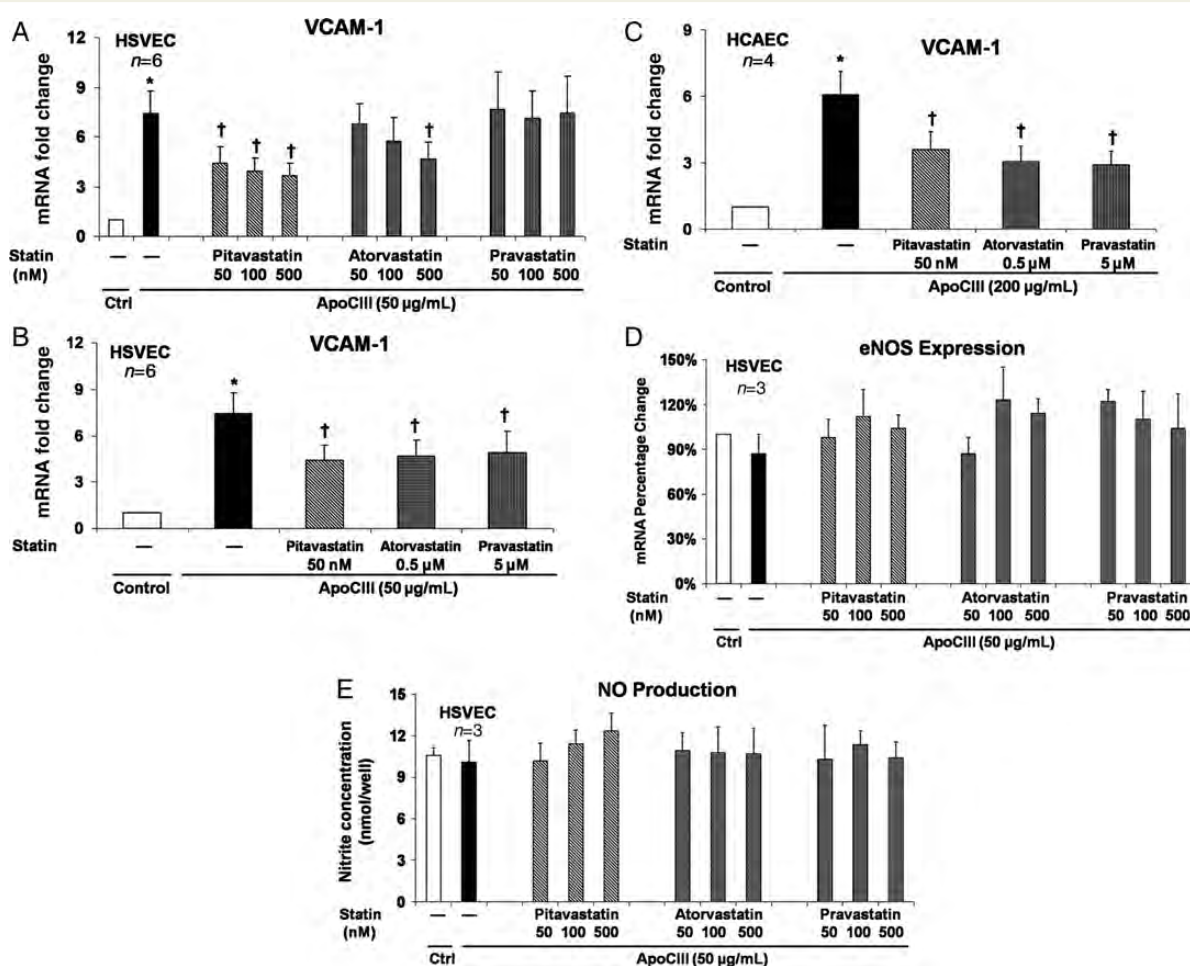 A
VCAM-1
HSVEC
n=6
mRNA fold change
12
9
6
3
0
*
† † †
†
Statin
(nM)
— —
Pitavastatin Atorvastatin Pravastatin
50 100 500 50 100 500 50 100 500
Ctrl ApoCIII (50 µg/mL)
B
VCAM-1
HSVEC
n=6
mRNA fold change
12
9
6
3
0
*
† † †
Statin
— —
Pitavastatin Atorvastatin Pravastatin
50 nM 0.5 µM 5 µM
Control ApoCIII (50 µg/mL)
C
VCAM-1
HCAEC
n=4
mRNA fold change
9
6
3
0
*
† † †
Statin
— —
Pitavastatin Atorvastatin Pravastatin
50 nM 0.5 µM 5 µM
Control ApoCIII (200 µg/mL)
D
eNOS Expression
HSVEC
n=3
mRNA Percentage Change
150%
120%
90%
60%
30%
0%
Statin
(nM)
— —
Pitavastatin Atorvastatin Pravastatin
50 100 500 50 100 500 50 100 500
Ctrl ApoCIII (50 µg/mL)
E
NO Production
HSVEC
n=3
Nitrite concentration
(nmol/well)
15
12
9
6
3
0
Statin
(nM)
— —
Pitavastatin Atorvastatin Pravastatin
50 100 500 50 100 500 50 100 500
Ctrl ApoCIII (50 µg/mL)